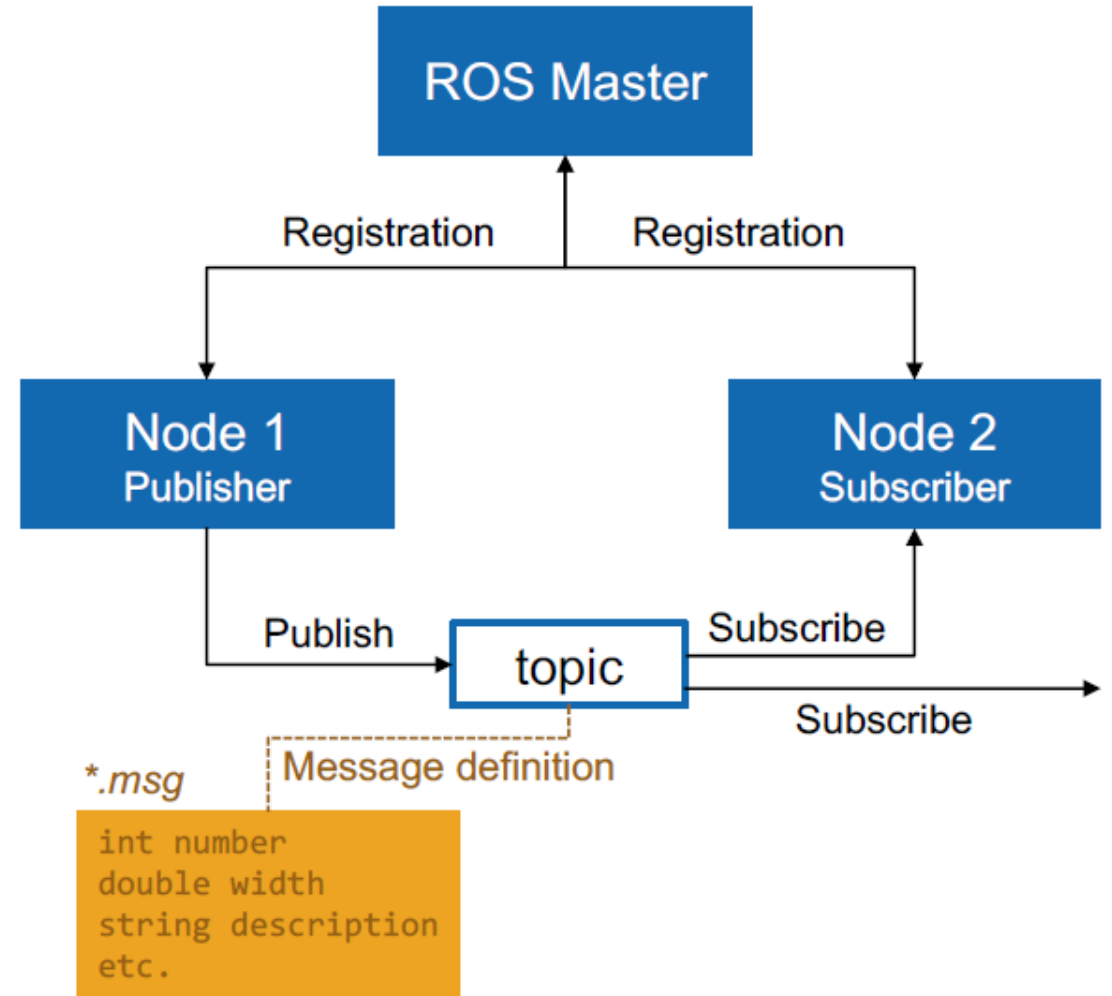 ROS Master
Registration
Registration
Node 1
Publisher
Node 2
Subscriber
Publish
topic
Subscribe
Subscribe
Message definition
*.msg
int number
double width
string description
etc.